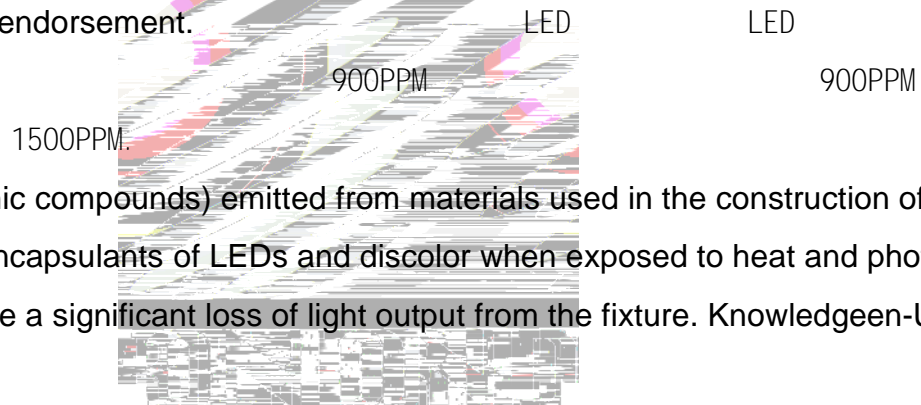 endorsement. LED LED
900PPM 900PPM
1500PPM.
nic compounds) emitted from materials used in the construction of
ncapsulants of LEDs and discolor when exposed to heat and pho
e a significant loss of light output from the fixture. Knowledgeen-U